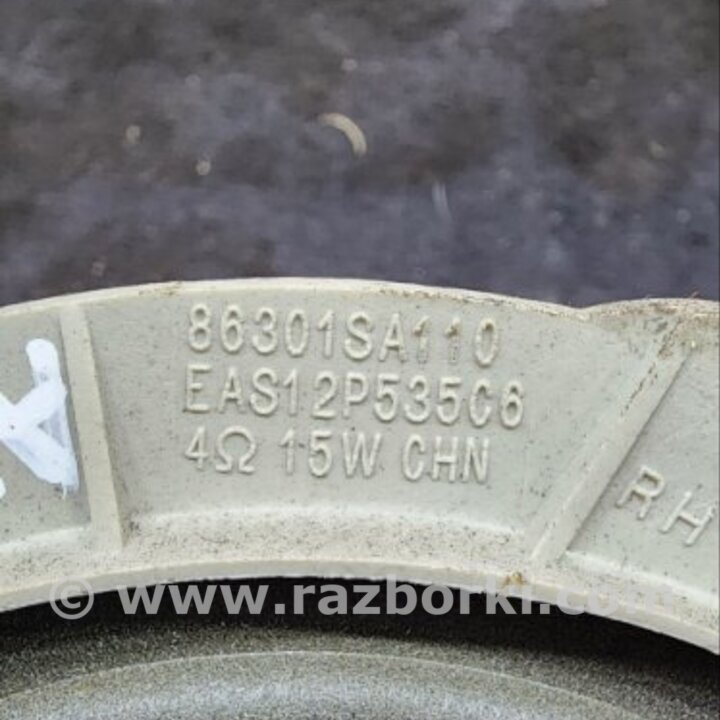 86301SA110
EAS12P535C6
4Ω 15W CHN
RH
© www.razborki.com